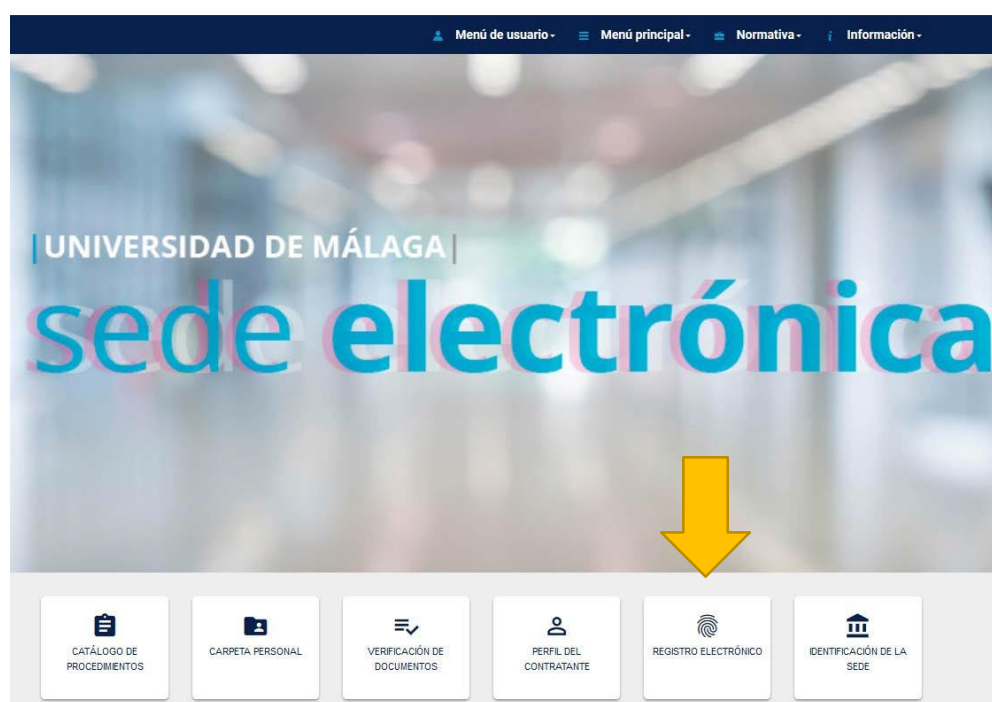 Menú de usuario Menú principal Normativa Información
|UNIVERSIDAD DE MÁLAGA|
sede electrónica
CATÁLOGO DE
PROCEDIMIENTOS
CARPETA PERSONAL
VERIFICACIÓN DE
DOCUMENTOS
PERFIL DEL
CONTRATANTE
REGISTRO ELECTRÓNICO
IDENTIFICACIÓN DE LA
SEDE